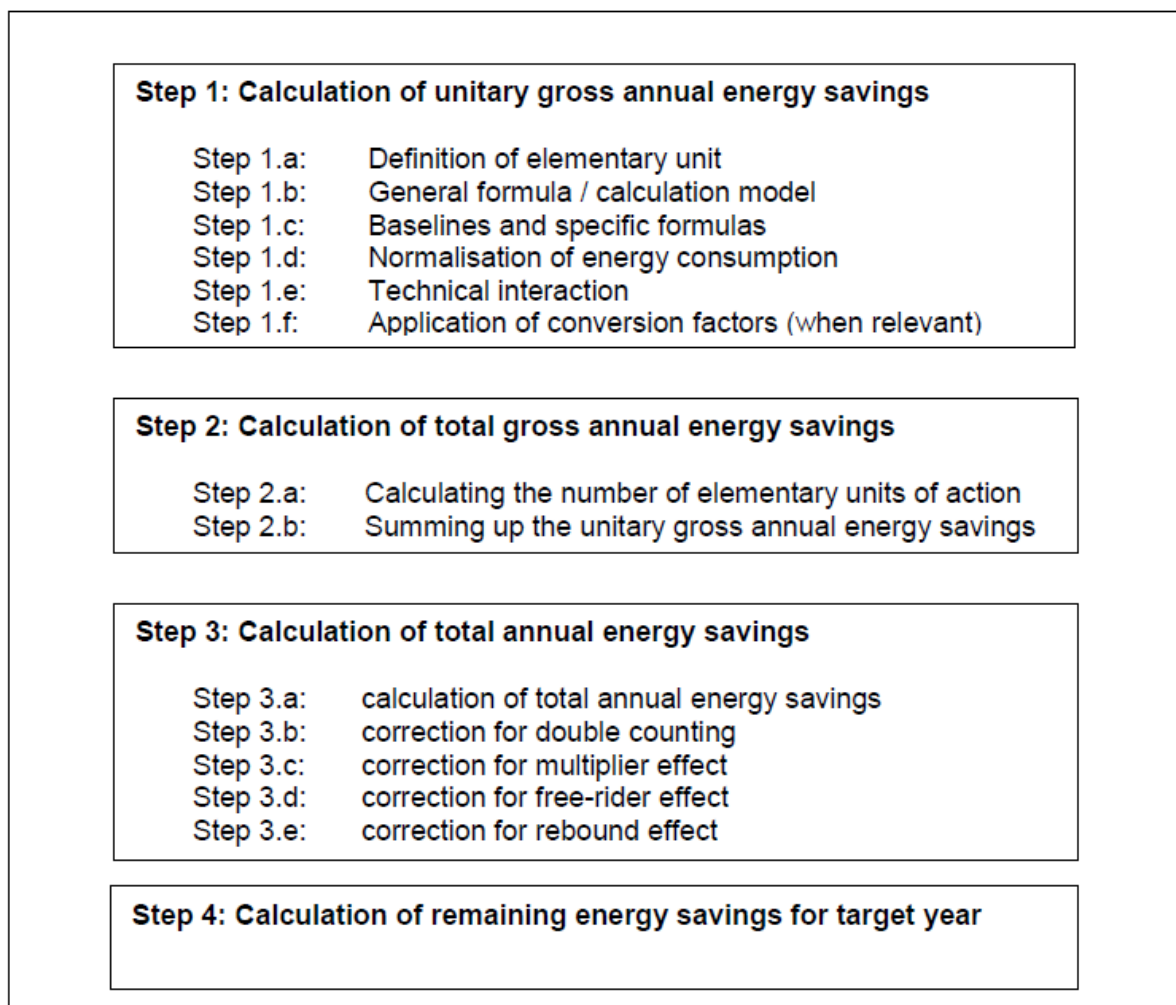 Step 1: Calculation of unitary gross annual energy savings
Step 1.a: Definition of elementary unit
Step 1.b: General formula / calculation model
Step 1.c: Baselines and specific formulas
Step 1.d: Normalisation of energy consumption
Step 1.e: Technical interaction
Step 1.f: Application of conversion factors (when relevant)
Step 2: Calculation of total gross annual energy savings
Step 2.a: Calculating the number of elementary units of action
Step 2.b: Summing up the unitary gross annual energy savings
Step 3: Calculation of total annual energy savings
Step 3.a: calculation of total annual energy savings
Step 3.b: correction for double counting
Step 3.c: correction for multiplier effect
Step 3.d: correction for free-rider effect
Step 3.e: correction for rebound effect
Step 4: Calculation of remaining energy savings for target year